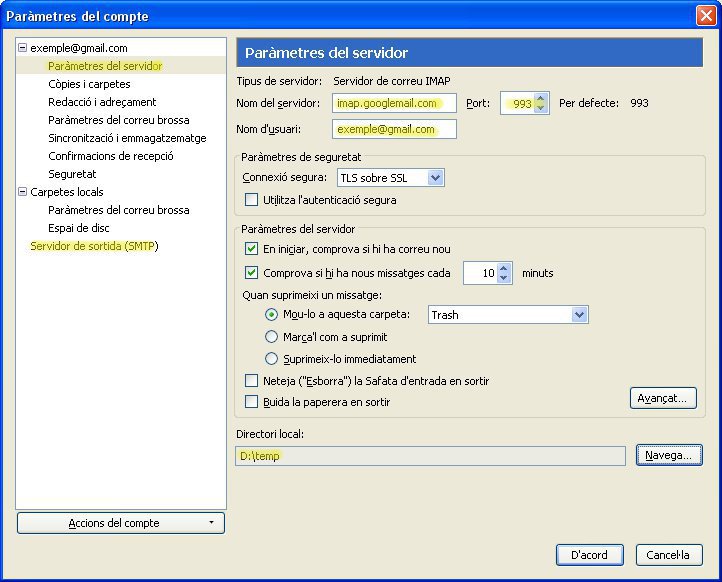 Paràmetres del compte
exemple@gmail.com
Paràmetres del servidor
Còpies i carpetes
Redacció i adreçament
Paràmetres del correu brossa
Sincronització i emmagatzematge
Confirmacions de recepció
Seguretat
Carpetes locals
Paràmetres del correu brossa
Espai de disc
Servidor de sortida (SMTP)
Accions del compte
Paràmetres del servidor
Tipus de servidor: Servidor de correu IMAP
Nom del servidor: imap.googlemail.com Port: 993 Per defecte: 993
Nom d'usuari: exemple@gmail.com
Paràmetres de seguretat
Connexió segura: TLS sobre SSL
Utilitza l'autenticació segura
Paràmetres del servidor
En iniciar, comprova si hi ha correu nou
Comprova si hi ha nous missatges cada 10 minuts
Quan suprimeixi un missatge:
Mou-lo a aquesta carpeta: Trash
Marca'l com a suprimit
Suprimeix-lo immediatament
Neteja ("Esborra") la Safata d'entrada en sortir
Buida la paperera en sortir
Avançat...
Directori local:
D:\temp Navega...
D'acord Cancel·la